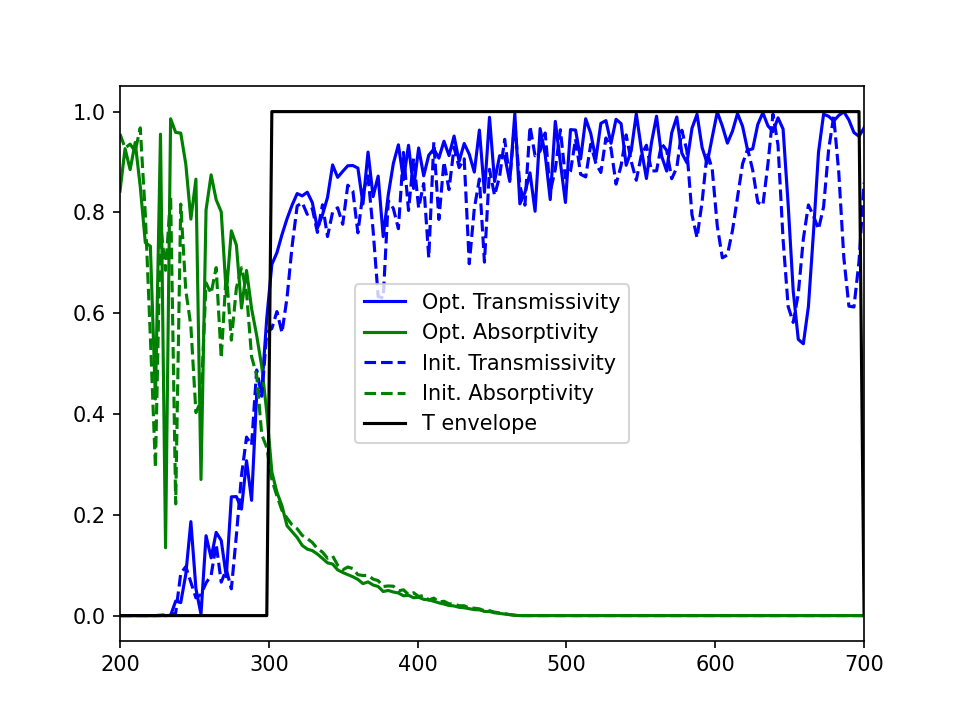 1.0
0.8
0.6
0.4
0.2
0.0
200
300
400
500
600
700
Opt. Transmissivity
Opt. Absorptivity
Init. Transmissivity
Init. Absorptivity
T envelope